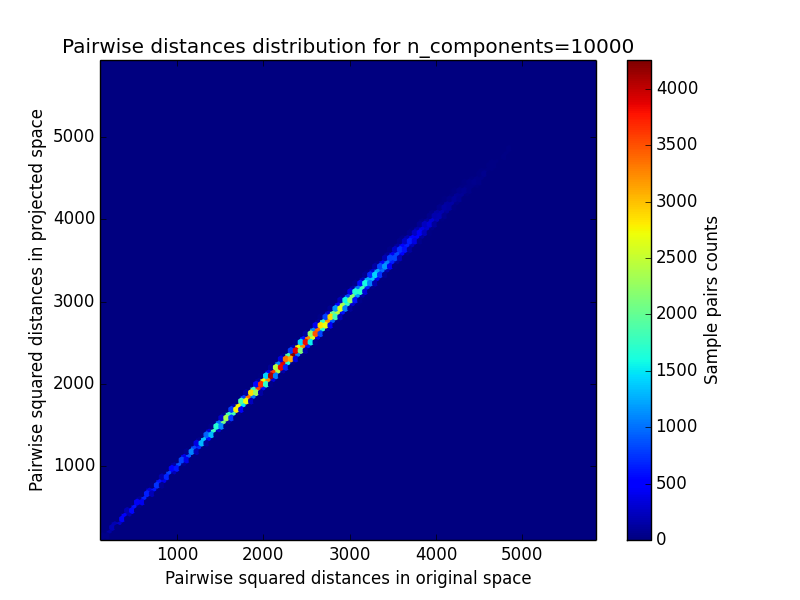 Pairwise distances distribution for n_components=10000
Pairwise squared distances in projected space
5000
4000
3000
2000
1000
1000 2000 3000 4000 5000
Pairwise squared distances in original space
4000
3500
3000
2500
2000
1500
1000
500
0
Sample pairs counts